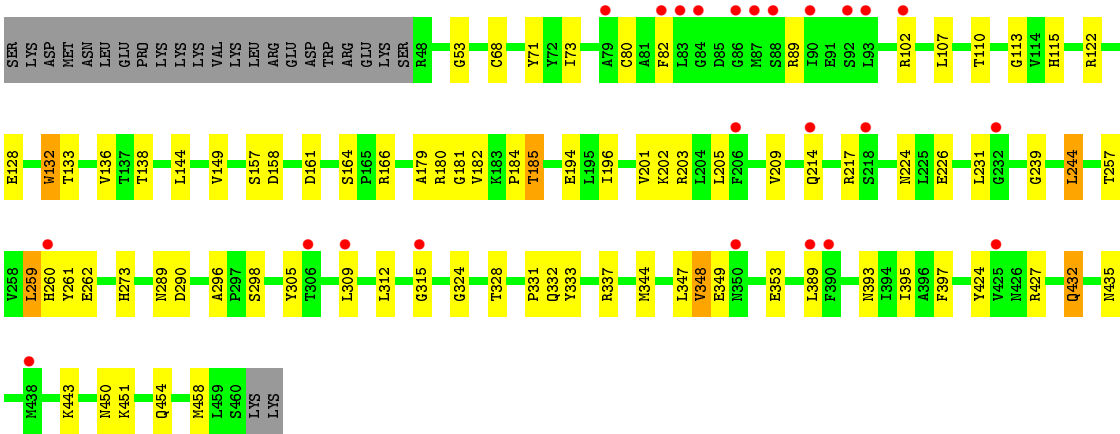 SER LYS ASP MET ASN LEU GLU PRO LYS LYS LYS VAL LYS LEU ARG GLU ASP TRP ARG GLU LYS SER R48 G53 C68 Y71 Y72 I73 A79 C80 A81 F82 L83 G84 D85 G86 M87 S88 R89 I90 E91 S92 L93 R102 L107 T110 G113 V114 H115 R122
E128 W132 T133 V136 T137 T138 L144 V149 S157 D158 D161 S164 P165 R166 A179 R180 G181 V182 K183 P184 T185 E194 L195 I196 V201 K202 R203 L204 L205 F206 V209 Q214 R217 S218 N224 L225 E226 L231 G232 G239 L244 T257
V258 L259 H260 Y261 E262 H273 N289 D290 A296 P297 S298 Y305 T306 L309 L312 G315 G324 T328 P331 Q332 Y333 R337 M344 L347 V348 E349 N350 E353 L389 F390 N393 I394 I395 A396 F397 Y424 V425 N426 R427 Q432 N435
M438 K443 N450 K451 Q454 M458 L459 S460 LYS LYS